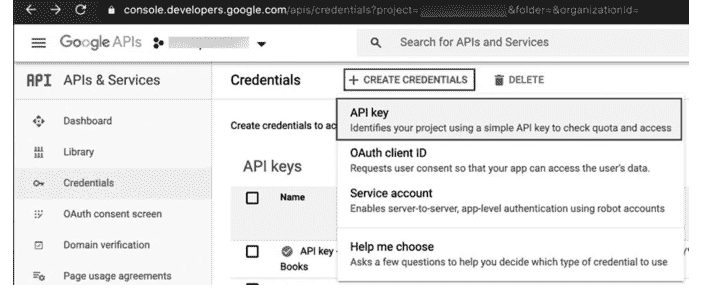 console.developers.google.com/apis/credentials?project= &folder=&organizationId=
Google APIs
Search for APIs and Services
API APIs & Services
Credentials
+ CREATE CREDENTIALS
DELETE
Dashboard
Library
Credentials
OAuth consent screen
Domain verification
Page usage agreements
Create credentials to ac
API keys
Name
API key -
Books
API key
Identifies your project using a simple API key to check quota and access
OAuth client ID
Requests user consent so that your app can access the user's data.
Service account
Enables server-to-server, app-level authentication using robot accounts
Help me choose
Asks a few questions to help you decide which type of credential to use